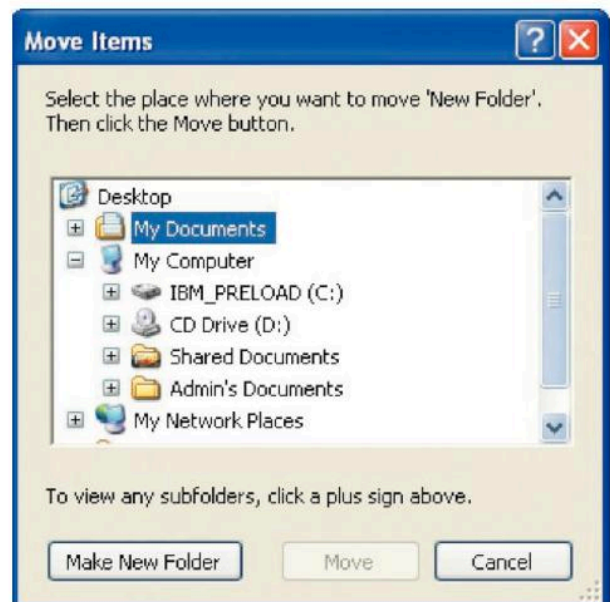 Move Items
Select the place where you want to move 'New Folder'.
Then click the Move button.
Desktop
My Documents
My Computer
IBM_PRELOAD (C:)
CD Drive (D:)
Shared Documents
Admin's Documents
My Network Places
To view any subfolders, click a plus sign above.
Make New Folder Move Cancel